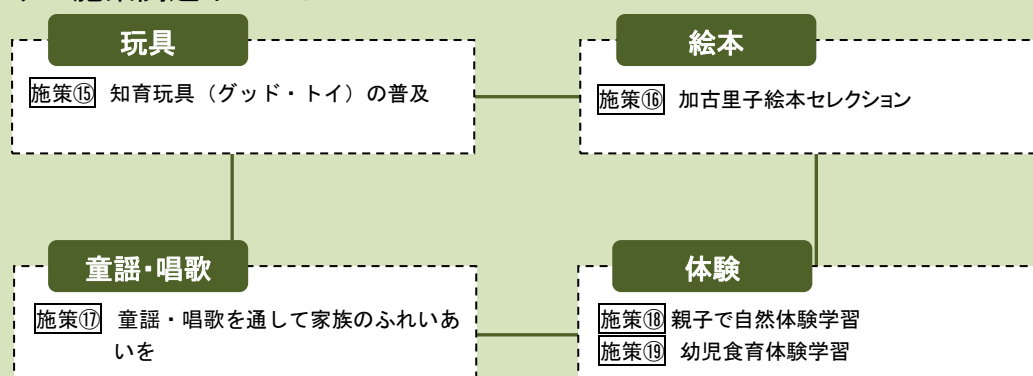 玩具
施策⑮ 知育玩具（グッド・トイ）の普及
絵本
施策⑯ 加古里子絵本セレクション
童謡・唱歌
施策⑰ 童謡・唱歌を通して家族のふれいあ
いを
体験
施策⑱ 親子で自然体験学習
施策⑲ 幼児食育体験学習